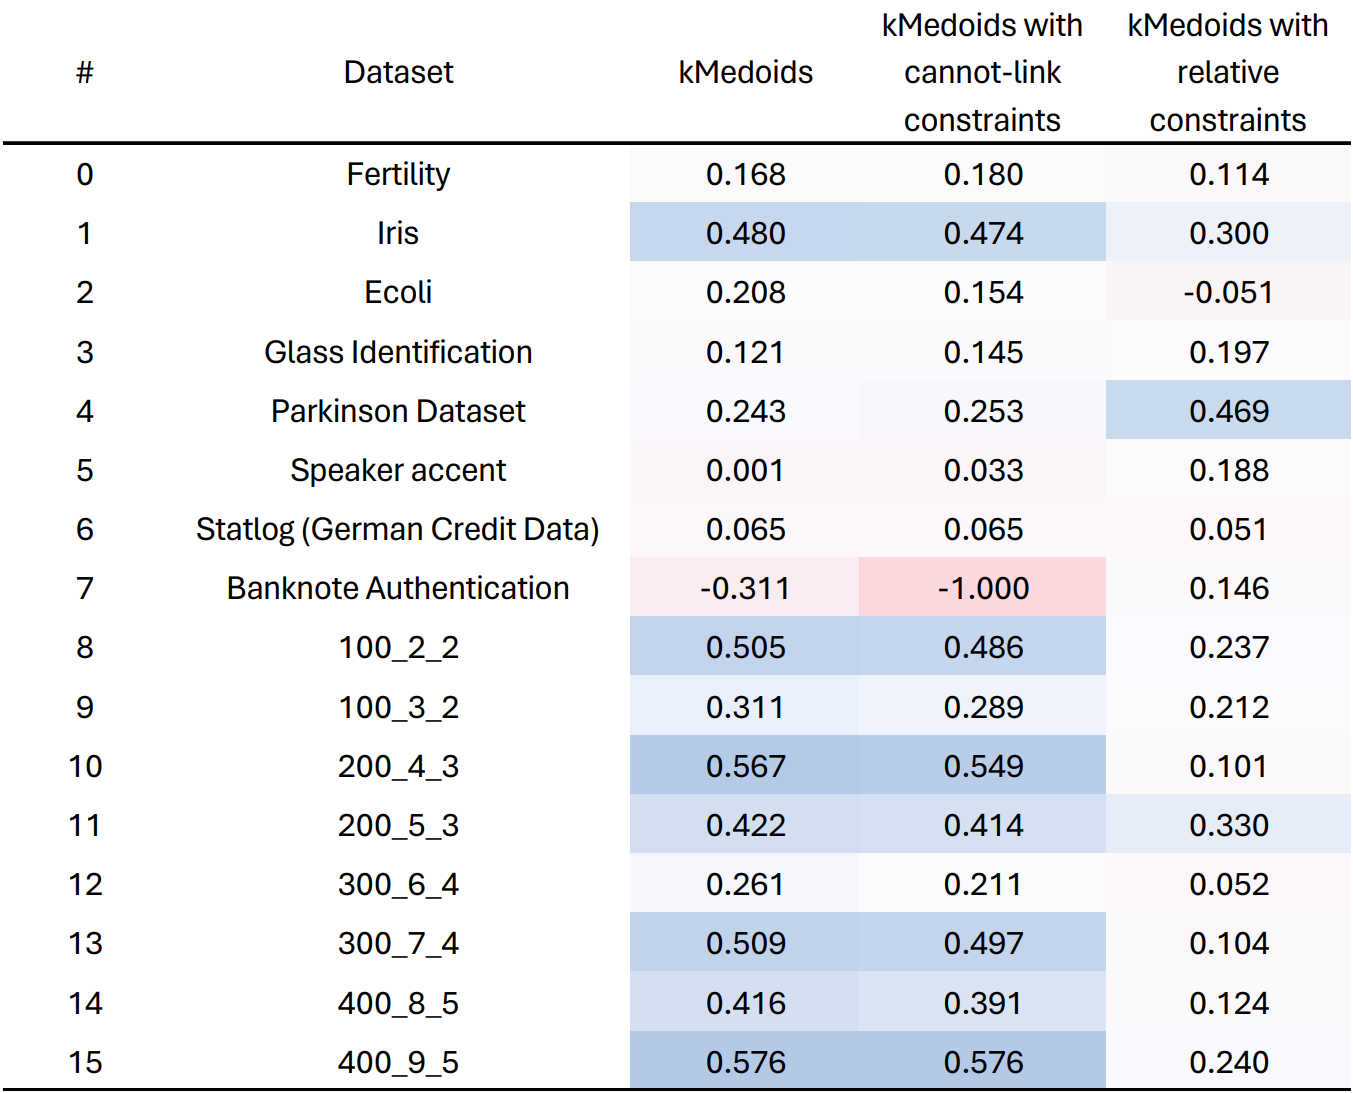 # Dataset kMedoids kMedoids with cannot-link constraints kMedoids with relative constraints
0 Fertility 0.168 0.180 0.114
1 Iris 0.480 0.474 0.300
2 Ecoli 0.208 0.154 -0.051
3 Glass Identification 0.121 0.145 0.197
4 Parkinson Dataset 0.243 0.253 0.469
5 Speaker accent 0.001 0.033 0.188
6 Statlog (German Credit Data) 0.065 0.065 0.051
7 Banknote Authentication -0.311 -1.000 0.146
8 100_2_2 0.505 0.486 0.237
9 100_3_2 0.311 0.289 0.212
10 200_4_3 0.567 0.549 0.101
11 200_5_3 0.422 0.414 0.330
12 300_6_4 0.261 0.211 0.052
13 300_7_4 0.509 0.497 0.104
14 400_8_5 0.416 0.391 0.124
15 400_9_5 0.576 0.576 0.240